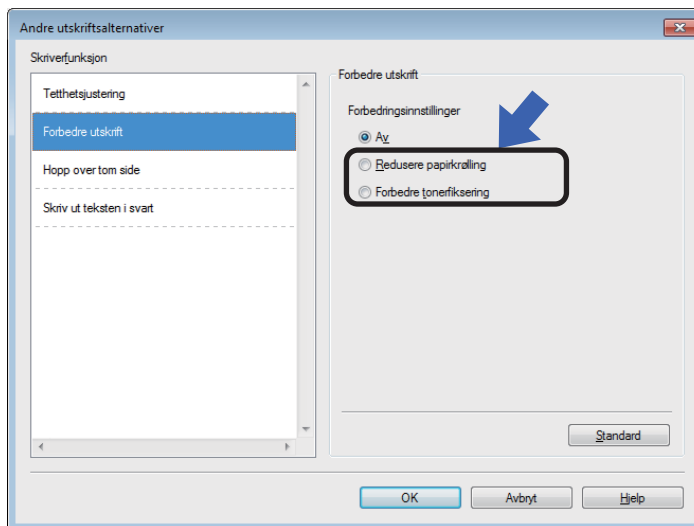 Andre utskriftsalternativer
Skriverfunksjon
Tetthetsjustering
Forbedre utskrift
Hopp over tom side
Skriv ut teksten i svart
Forbedre utskrift
Forbedringsinnstillinger
Av
Redusere papirkrølling
Forbedre tonerfiksering
Standard
OK
Avbryt
Hjelp